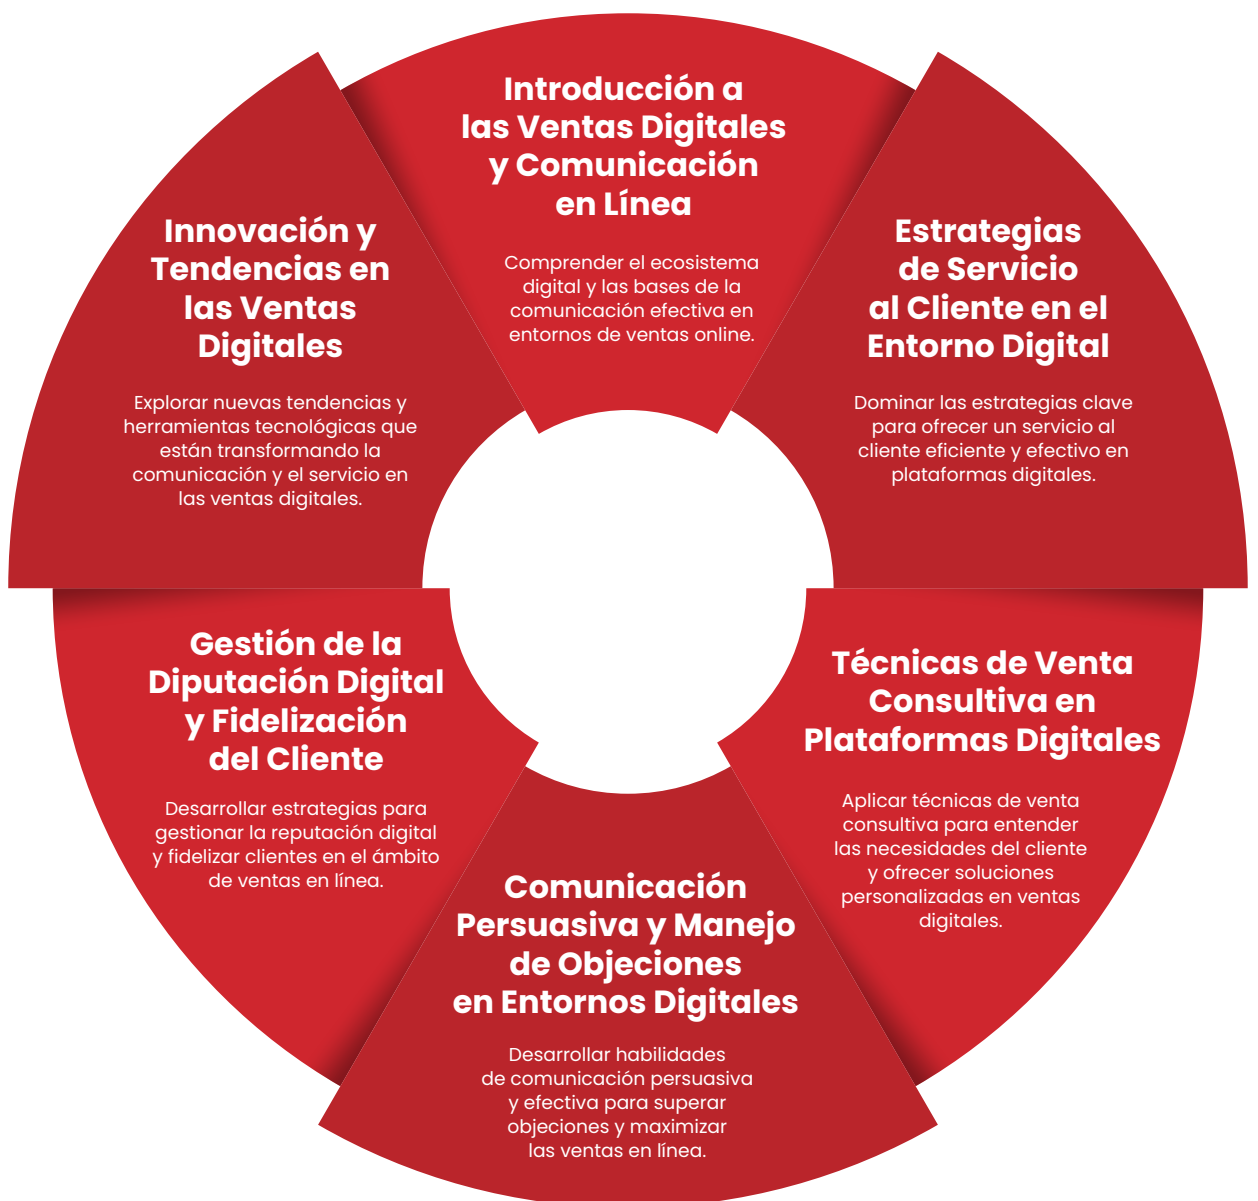 Introducción a
las Ventas Digitales
y Comunicación
en Línea
Comprender el ecosistema
digital y las bases de la
comunicación efectiva en
entornos de ventas online.
Estrategias
de Servicio
al Cliente en el
Entorno Digital
Dominar las estrategias clave
para ofrecer un servicio al
cliente eficiente y efectivo en
plataformas digitales.
Técnicas de Venta
Consultiva en
Plataformas Digitales
Aplicar técnicas de venta
consultiva para entender
las necesidades del cliente
y ofrecer soluciones
personalizadas en ventas
digitales.
Comunicación
Persuasiva y Manejo
de Objeciones
en Entornos Digitales
Desarrollar habilidades
de comunicación persuasiva
y efectiva para superar
objeciones y maximizar
las ventas en línea.
Gestión de la
Diputación Digital
y Fidelización
del Cliente
Desarrollar estrategias para
gestionar la reputación digital
y fidelizar clientes en el ámbito
de ventas en línea.
Innovación y
Tendencias en
las Ventas
Digitales
Explorar nuevas tendencias y
herramientas tecnológicas que
están transformando la
comunicación y el servicio en
las ventas digitales.